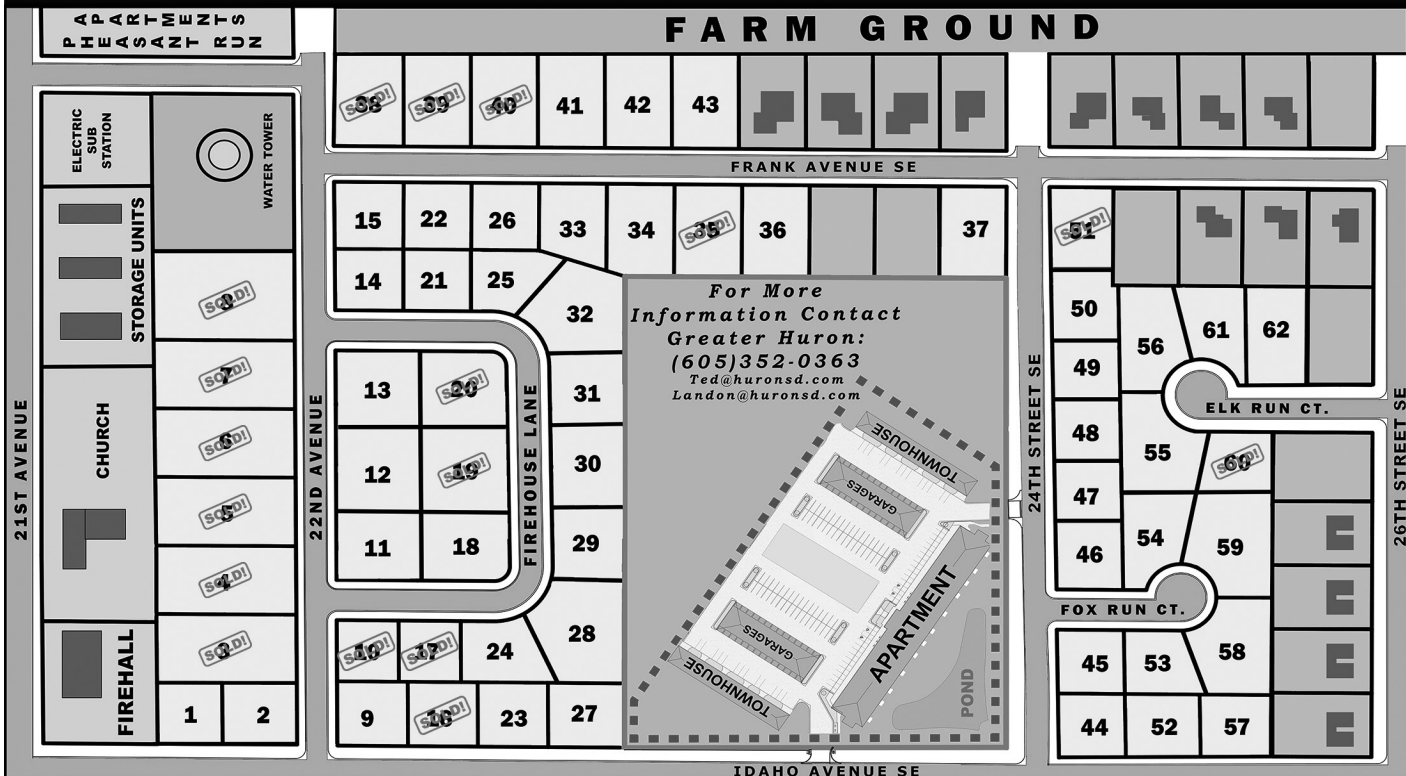 APARTMENTS
PHEASANT RUN
FARM GROUND
SOLD!
38
SOLD!
39
SOLD!
40
41
42
43
ELECTRIC
SUB
STATION
WATER TOWER
FRANK AVENUE SE
STORAGE UNITS
15
22
26
33
34
SOLD!
35
36
37
SOLD!
51
14
21
25
32
50
56
61
62
SOLD!
8
For More
Information Contact
Greater Huron:
(605)352-0363
Ted@huronsd.com
Landon@huronsd.com
SOLD!
7
13
SOLD!
20
31
49
ELK RUN CT.
21ST AVENUE
CHURCH
SOLD!
6
22ND AVENUE
12
SOLD!
19
FIREHOUSE LANE
30
TOWNHOUSE
GARAGES
24TH STREET SE
48
55
SOLD!
60
26TH STREET SE
SOLD!
5
47
11
18
29
46
54
59
SOLD!
4
APARTMENT
FOX RUN CT.
FIREHALL
SOLD!
3
SOLD!
SOLD!
17
24
28
GARAGES
TOWNHOUSE
POND
45
53
58
1
2
9
SOLD!
16
23
27
44
52
57
IDAHO AVENUE SE